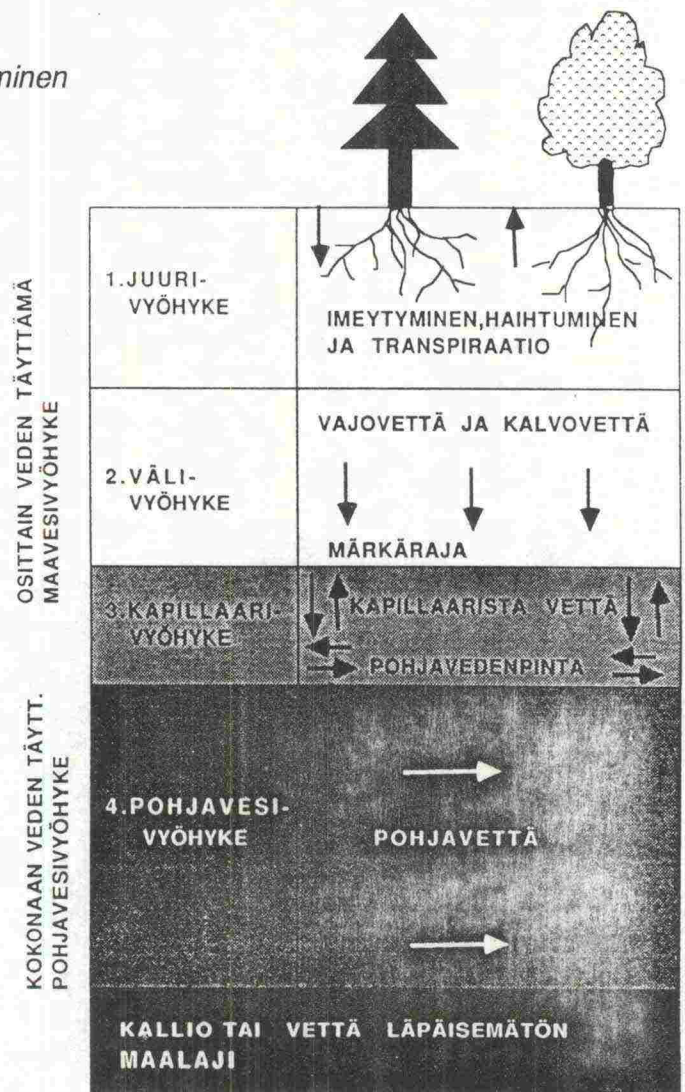 1.JUURI-
VYÖHYKE
IMEYTYMINEN,HAIHTUMINEN
JA TRANSPIRAATIO
OSITTAIN VEDEN TÄYTTÄMÄ
MAAVESIVYÖHYKE
VAJOVETTÄ JA KALVOVETTÄ
2.VÄLI-
VYÖHYKE
MÄRKÄRAJA
3.KAPILLAARI-
VYÖHYKE
KAPILLAARISTA VETTÄ
POHJAVEDENPINTA
KOKONAAN VEDEN TÄYTT.
POHJAVESIVYÖHYKE
4.POHJAVESI-
VYÖHYKE
POHJAVETTÄ
KALLIO TAI VETTÄ LÄPÄISEMÄTÖN
MAALAJI